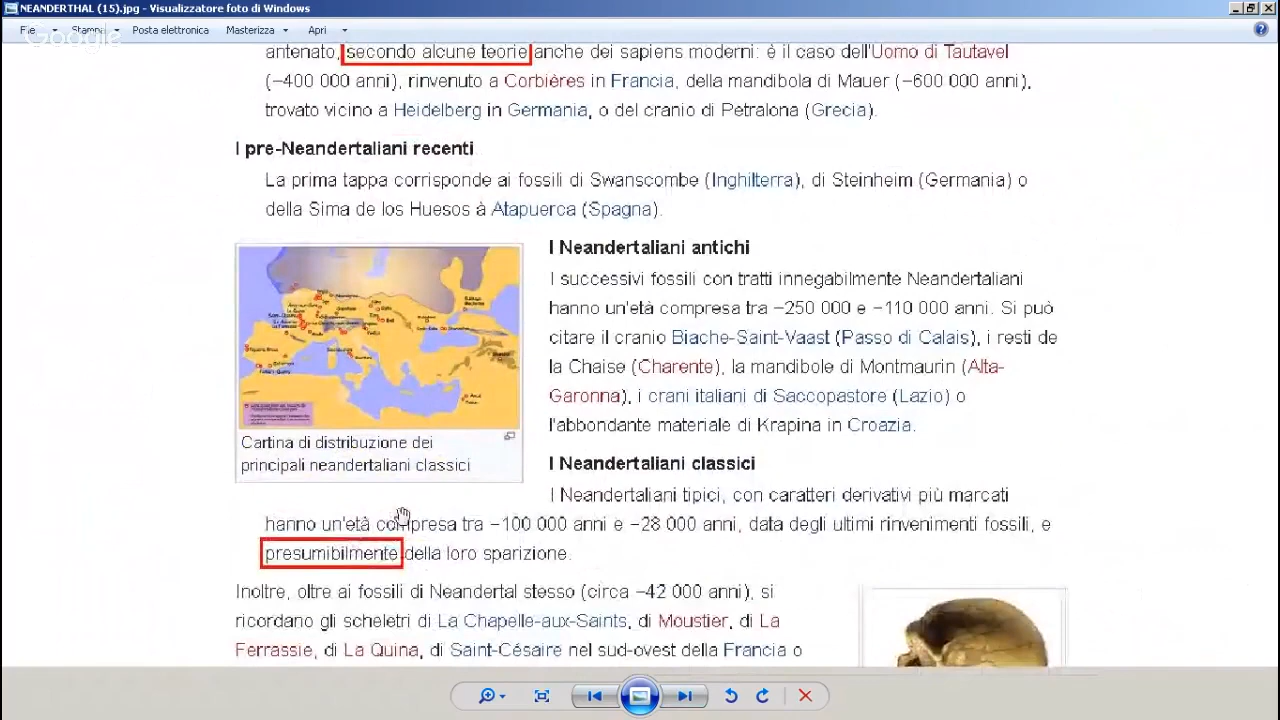 NEANDERTHAL (15).jpg - Visualizzatore foto di Windows
File Stampa Posta elettronica Masterizza Apri
Google
antenato, secondo alcune teorie anche dei sapiens moderni: è il caso dell'Uomo di Tautavel
(−400 000 anni), rinvenuto a Corbières in Francia, della mandibola di Mauer (−600 000 anni),
trovato vicino a Heidelberg in Germania, o del cranio di Petralona (Grecia).
I pre-Neandertaliani recenti
La prima tappa corrisponde ai fossili di Swanscombe (Inghilterra), di Steinheim (Germania) o
della Sima de los Huesos à Atapuerca (Spagna).
I Neandertaliani antichi
I successivi fossili con tratti innegabilmente Neandertaliani
hanno un'età compresa tra −250 000 e −110 000 anni. Si può
citare il cranio Biache-Saint-Vaast (Passo di Calais), i resti de
la Chaise (Charente), la mandibole di Montmaurin (Alta-
Garonna), i crani italiani di Saccopastore (Lazio) o
l'abbondante materiale di Krapina in Croazia.
Cartina di distribuzione dei
principali neandertaliani classici
I Neandertaliani classici
I Neandertaliani tipici, con caratteri derivativi più marcati
hanno un'età compresa tra −100 000 anni e −28 000 anni, data degli ultimi rinvenimenti fossili, e
presumibilmente della loro sparizione.
Inoltre, oltre ai fossili di Neandertal stesso (circa −42 000 anni), si
ricordano gli scheletri di La Chapelle-aux-Saints, di Moustier, di La
Ferrassie, di La Quina, di Saint-Césaire nel sud-ovest della Francia o